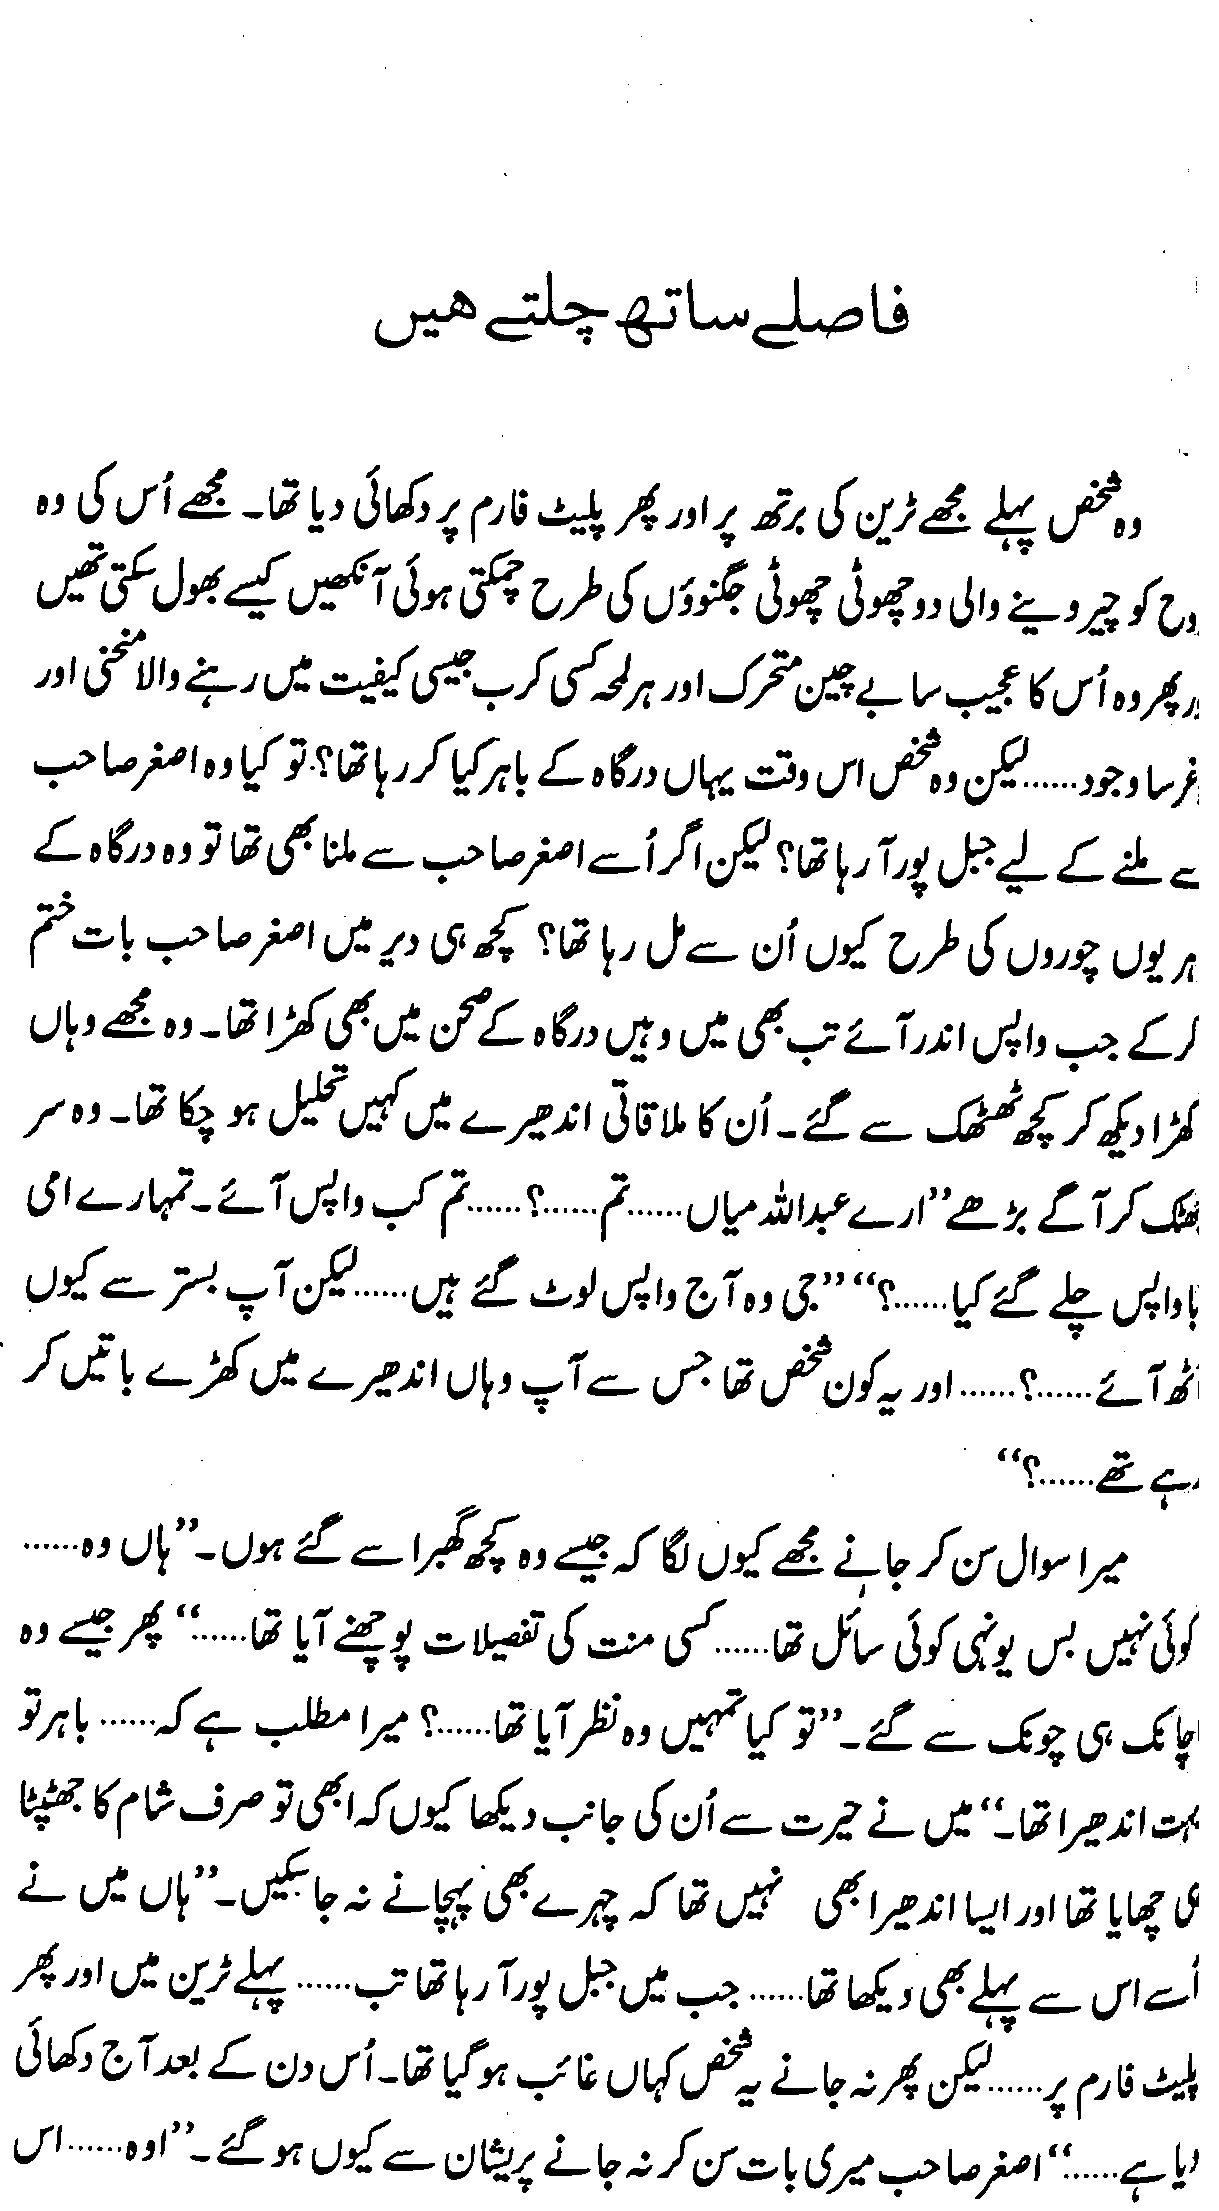 فاصلے ساتھ چلتے ھیں
وہ شخص پہلے مجھے ٹرین کی برتھ پر اور پھر پلیٹ فارم پر دکھائی دیا تھا۔ مجھے اُس کی وہ
روح کو چیر دینے والی دو چھوٹی چھوٹی جگنوؤں کی طرح چمکتی ہوئی آنکھیں کیسے بھول سکتی تھیں
ور پھر وہ اُس کا عجیب سا بے چین متحرک اور ہر لمحہ کسی کرب جیسی کیفیت میں رہنے والا منحنی اور
غر سا وجود......لیکن وہ شخص اس وقت یہاں درگاہ کے باہر کیا کر رہا تھا؟ تو کیا وہ اصغر صاحب
سے ملنے کے لیے جبل پور آ رہا تھا؟ لیکن اگر اُسے اصغر صاحب سے ملنا بھی تھا تو وہ درگاہ کے
ہر یوں چوروں کی طرح کیوں اُن سے مل رہا تھا؟ کچھ ہی دیر میں اصغر صاحب بات ختم
کر کے جب واپس اندر آئے تب بھی میں وہیں درگاہ کے صحن میں بھی کھڑا تھا۔ وہ مجھے وہاں
کھڑا دیکھ کر کچھ ٹھٹھک سے گئے۔ اُن کا ملاقاتی اندھیرے میں کہیں تحلیل ہو چکا تھا۔ وہ سر
جھٹک کر آگے بڑھے ”ارے عبداللہ میاں......تم......؟......تم کب واپس آئے۔ تمہارے امی
با واپس چلے گئے کیا......؟“ ”جی وہ آج واپس لوٹ گئے ہیں......لیکن آپ بستر سے کیوں
اُٹھ آئے......؟...... اور یہ کون شخص تھا جس سے آپ وہاں اندھیرے میں کھڑے باتیں کر
رہے تھے......؟“
میرا سوال سن کر جانے مجھے کیوں لگا کہ جیسے وہ کچھ گھبرا سے گئے ہوں۔ ”ہاں وہ......
کوئی نہیں بس یونہی کوئی سائل تھا......کسی منت کی تفصیلات پوچھنے آیا تھا......“ پھر جیسے وہ
اچانک ہی چونک سے گئے۔ ”تو کیا تمہیں وہ نظر آیا تھا......؟ میرا مطلب ہے کہ...... باہر تو
بہت اندھیرا تھا۔“ میں نے حیرت سے اُن کی جانب دیکھا کیوں کہ ابھی تو صرف شام کا جھٹپٹا
ہی چھایا تھا اور ایسا اندھیرا بھی نہیں تھا کہ چہرے بھی پہچانے نہ جا سکیں۔ ”ہاں میں نے
اُسے اس سے پہلے بھی دیکھا تھا...... جب میں جبل پور آ رہا تھا تب...... پہلے ٹرین میں اور پھر
پلیٹ فارم پر......لیکن پھر نہ جانے یہ شخص کہاں غائب ہو گیا تھا۔ اُس دن کے بعد آج دکھائی
دیا ہے......“ اصغر صاحب میری بات سن کر نہ جانے پریشان سے کیوں ہو گئے۔ ”اوہ......اس